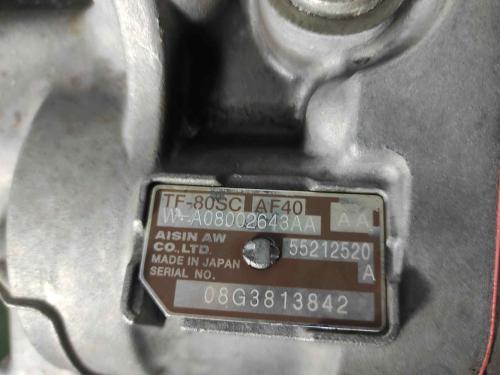 TF-80SC AF40
W-A08002643AA AA
AISIN AW
CO.,LTD. 55212520
MADE IN JAPAN A
SERIAL NO.
08G3813842